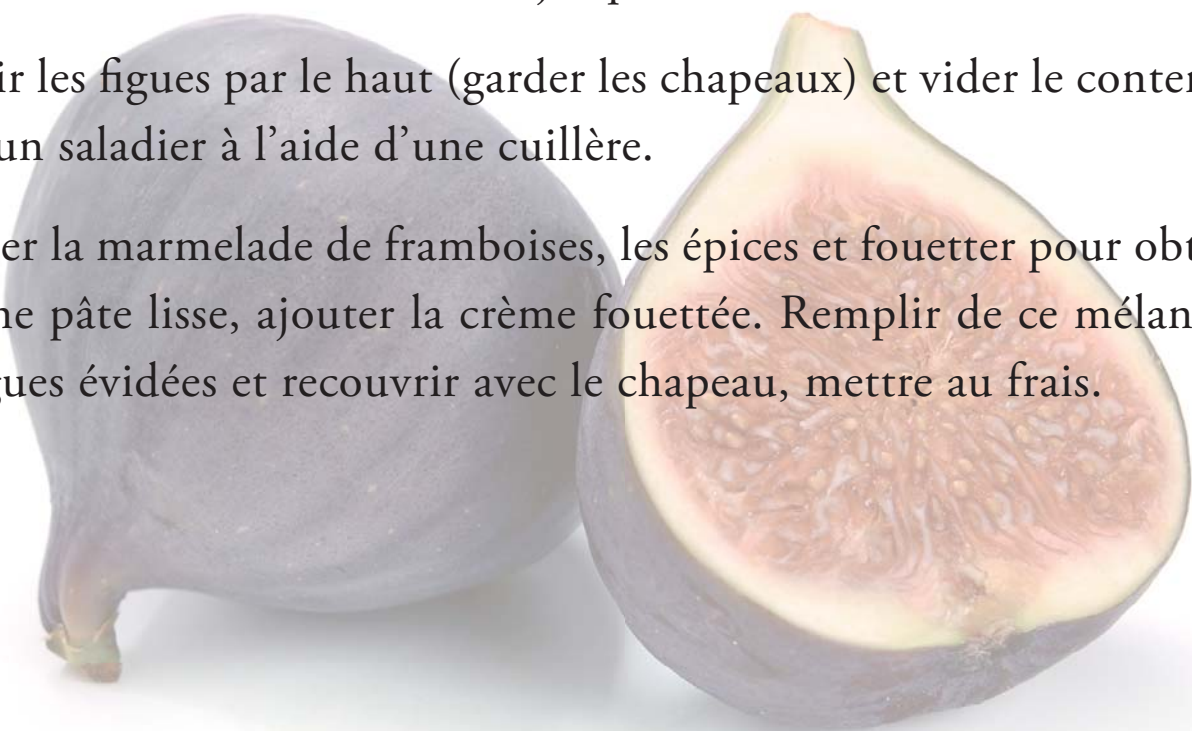 ir les figues par le haut (garder les chapeaux) et vider le conten
un saladier à l’aide d’une cuillère.
er la marmelade de framboises, les épices et fouetter pour obt
ne pâte lisse, ajouter la crème fouettée. Remplir de ce mélan
gues évidées et recouvrir avec le chapeau, mettre au frais.